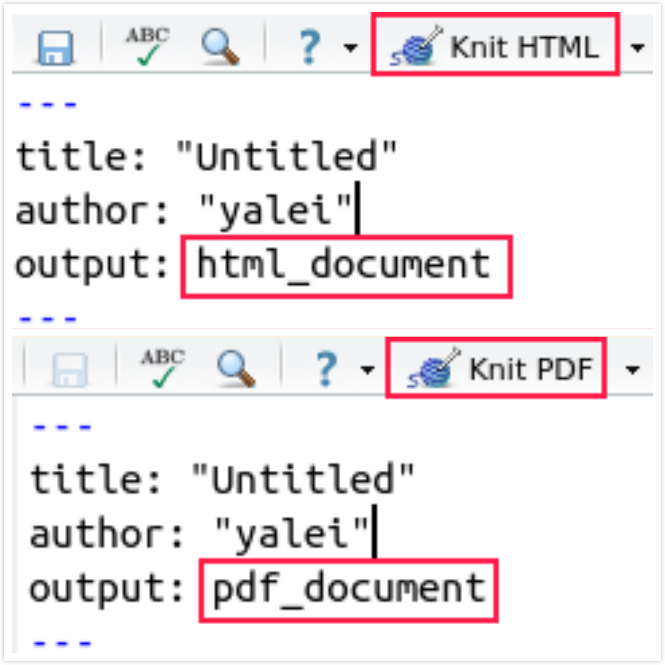 ABC ? Knit HTML
---
title: "Untitled"
author: "yalei"
output: html_document
---
ABC ? Knit PDF
---
title: "Untitled"
author: "yalei"
output: pdf_document
---